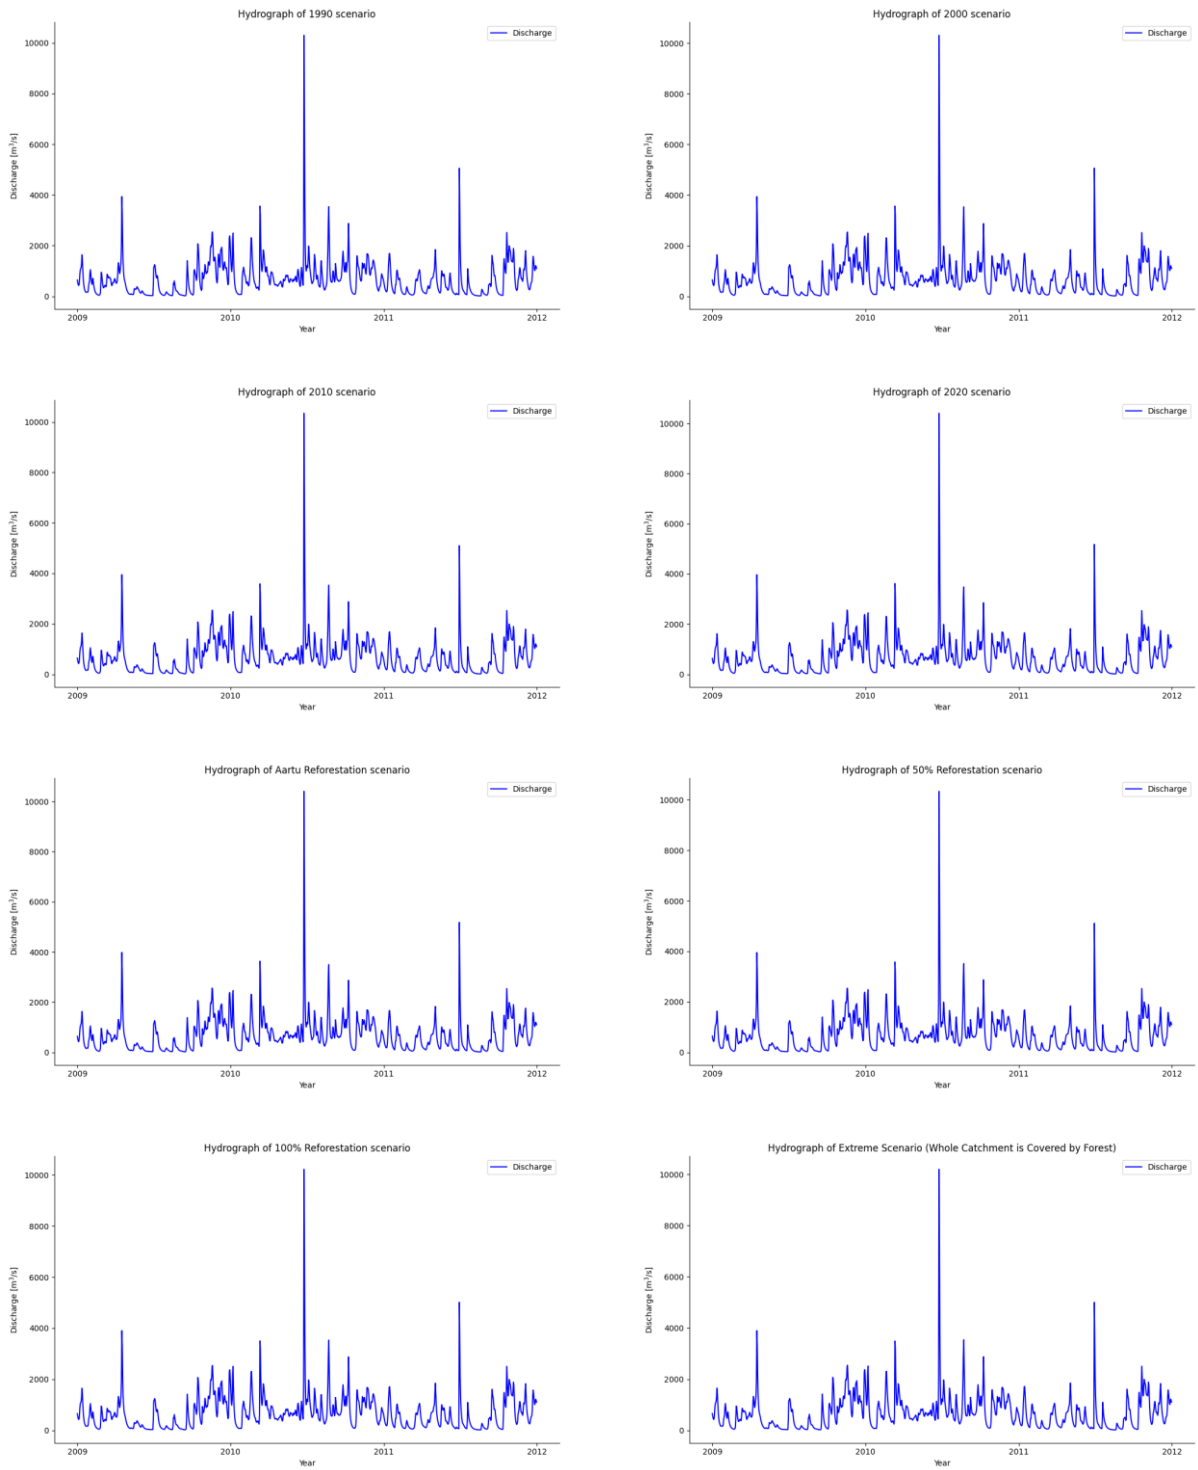 Hydrograph of 1990 scenario
Discharge
10000
8000
6000
4000
2000
0
Discharge [m³/s]
2009
2010
2011
2012
Year
Hydrograph of 2000 scenario
Discharge
10000
8000
6000
4000
2000
0
Discharge [m³/s]
2009
2010
2011
2012
Year
Hydrograph of 2010 scenario
Discharge
10000
8000
6000
4000
2000
0
Discharge [m³/s]
2009
2010
2011
2012
Year
Hydrograph of 2020 scenario
Discharge
10000
8000
6000
4000
2000
0
Discharge [m³/s]
2009
2010
2011
2012
Year
Hydrograph of Aartu Reforestation scenario
Discharge
10000
8000
6000
4000
2000
0
Discharge [m³/s]
2009
2010
2011
2012
Year
Hydrograph of 50% Reforestation scenario
Discharge
10000
8000
6000
4000
2000
0
Discharge [m³/s]
2009
2010
2011
2012
Year
Hydrograph of 100% Reforestation scenario
Discharge
10000
8000
6000
4000
2000
0
Discharge [m³/s]
2009
2010
2011
2012
Year
Hydrograph of Extreme Scenario (Whole Catchment is Covered by Forest)
Discharge
10000
8000
6000
4000
2000
0
Discharge [m³/s]
2009
2010
2011
2012
Year